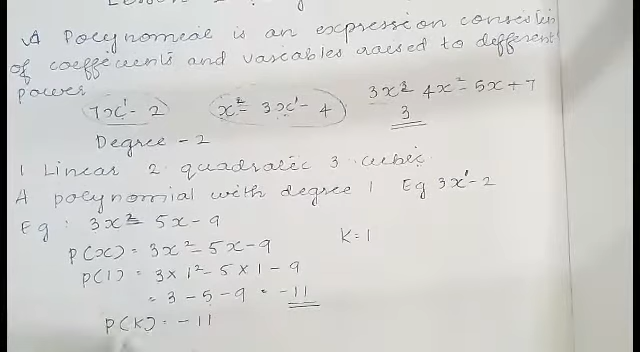 A Polynomial is an expression consistin
of coefficients and variables raised to different
power
7x¹ - 2 x² - 3x¹ - 4 3x² 4x² - 5x + 7
3
Degree - 2
1 Linear 2 quadratic 3 cubic
A polynomial with degree 1 Eg 3x¹ - 2
Eg : 3x² 5x - 9
P(x) = 3x² - 5x - 9 K = 1
P(1) = 3 × 1² - 5 × 1 - 9
= 3 - 5 - 9 = -11
P(K) = -11